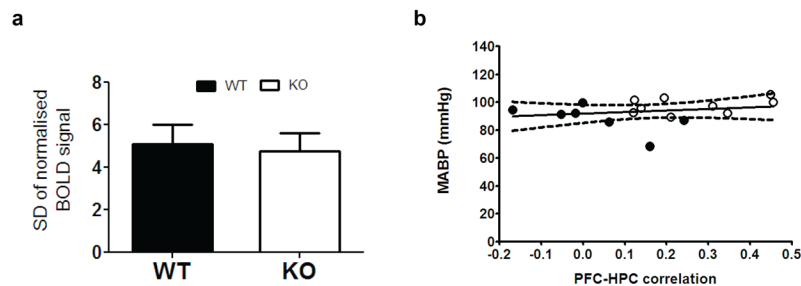 a
WT KO
SD of normalised
BOLD signal
8
6
4
2
0
WT KO
b
MABP (mmHg)
140
120
100
80
60
40
20
0
-0.2 -0.1 0.0 0.1 0.2 0.3 0.4 0.5
PFC-HPC correlation